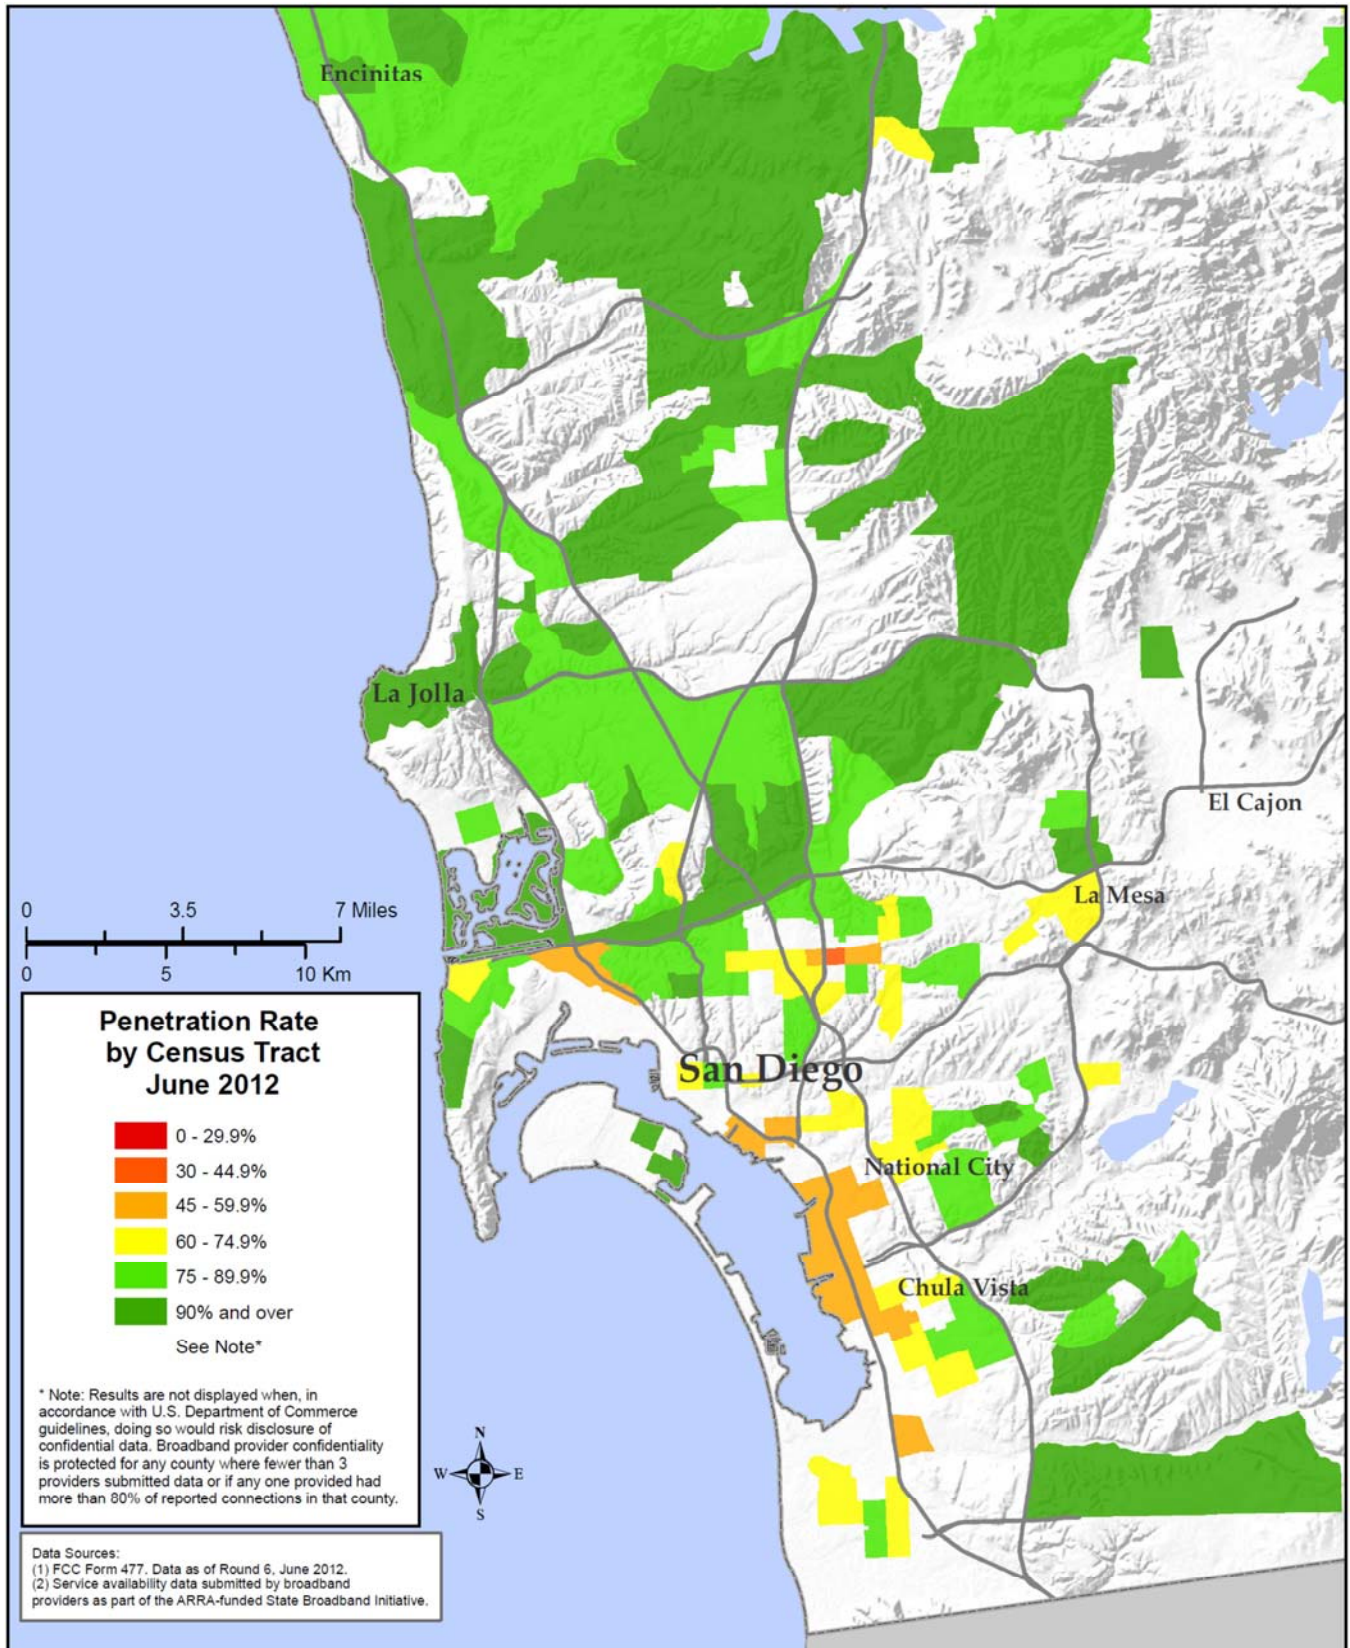 Encinitas
La Jolla
El Cajon
La Mesa
0 3.5 7 Miles
0 5 10 Km
San Diego
National City
Chula Vista
Penetration Rate
by Census Tract
June 2012
0 - 29.9%
30 - 44.9%
45 - 59.9%
60 - 74.9%
75 - 89.9%
90% and over
See Note*
* Note: Results are not displayed when, in
accordance with U.S. Department of Commerce
guidelines, doing so would risk disclosure of
confidential data. Broadband provider confidentiality
is protected for any county where fewer than 3
providers submitted data or if any one provided had
more than 80% of reported connections in that county.
N
W E
S
Data Sources:
(1) FCC Form 477. Data as of Round 6, June 2012.
(2) Service availability data submitted by broadband
providers as part of the ARRA-funded State Broadband Initiative.